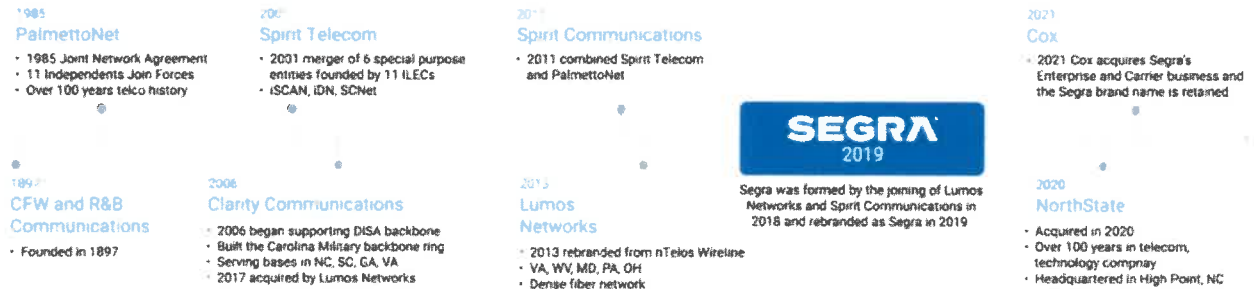 1985
PalmettoNet
• 1985 Joint Network Agreement
• 11 Independents Join Forces
• Over 100 years telco history
Spirit Telecom
• 2001 merger of 6 special purpose
entities founded by 11 ILECs
• iSCAN, iDN, SCNet
Spirit Communications
• 2011 combined Spirit Telecom
and PalmettoNet
2021
Cox
• 2021 Cox acquires Segra's
Enterprise and Carrier business and
the Segra brand name is retained
SEGRA
2019
Segra was formed by the joining of Lumos
Networks and Spirit Communications in
2018 and rebranded as Segra in 2019
1897
CFW and R&B
Communications
• Founded in 1897
2006
Clarity Communications
• 2006 began supporting DISA backbone
• Built the Carolina Military backbone ring
• Serving bases in NC, SC, GA, VA
• 2017 acquired by Lumos Networks
2013
Lumos
Networks
• 2013 rebranded from nTelos Wireline
• VA, WV, MD, PA, OH
• Dense fiber network
2020
NorthState
• Acquired in 2020
• Over 100 years in telecom,
technology compnay
• Headquartered in High Point, NC